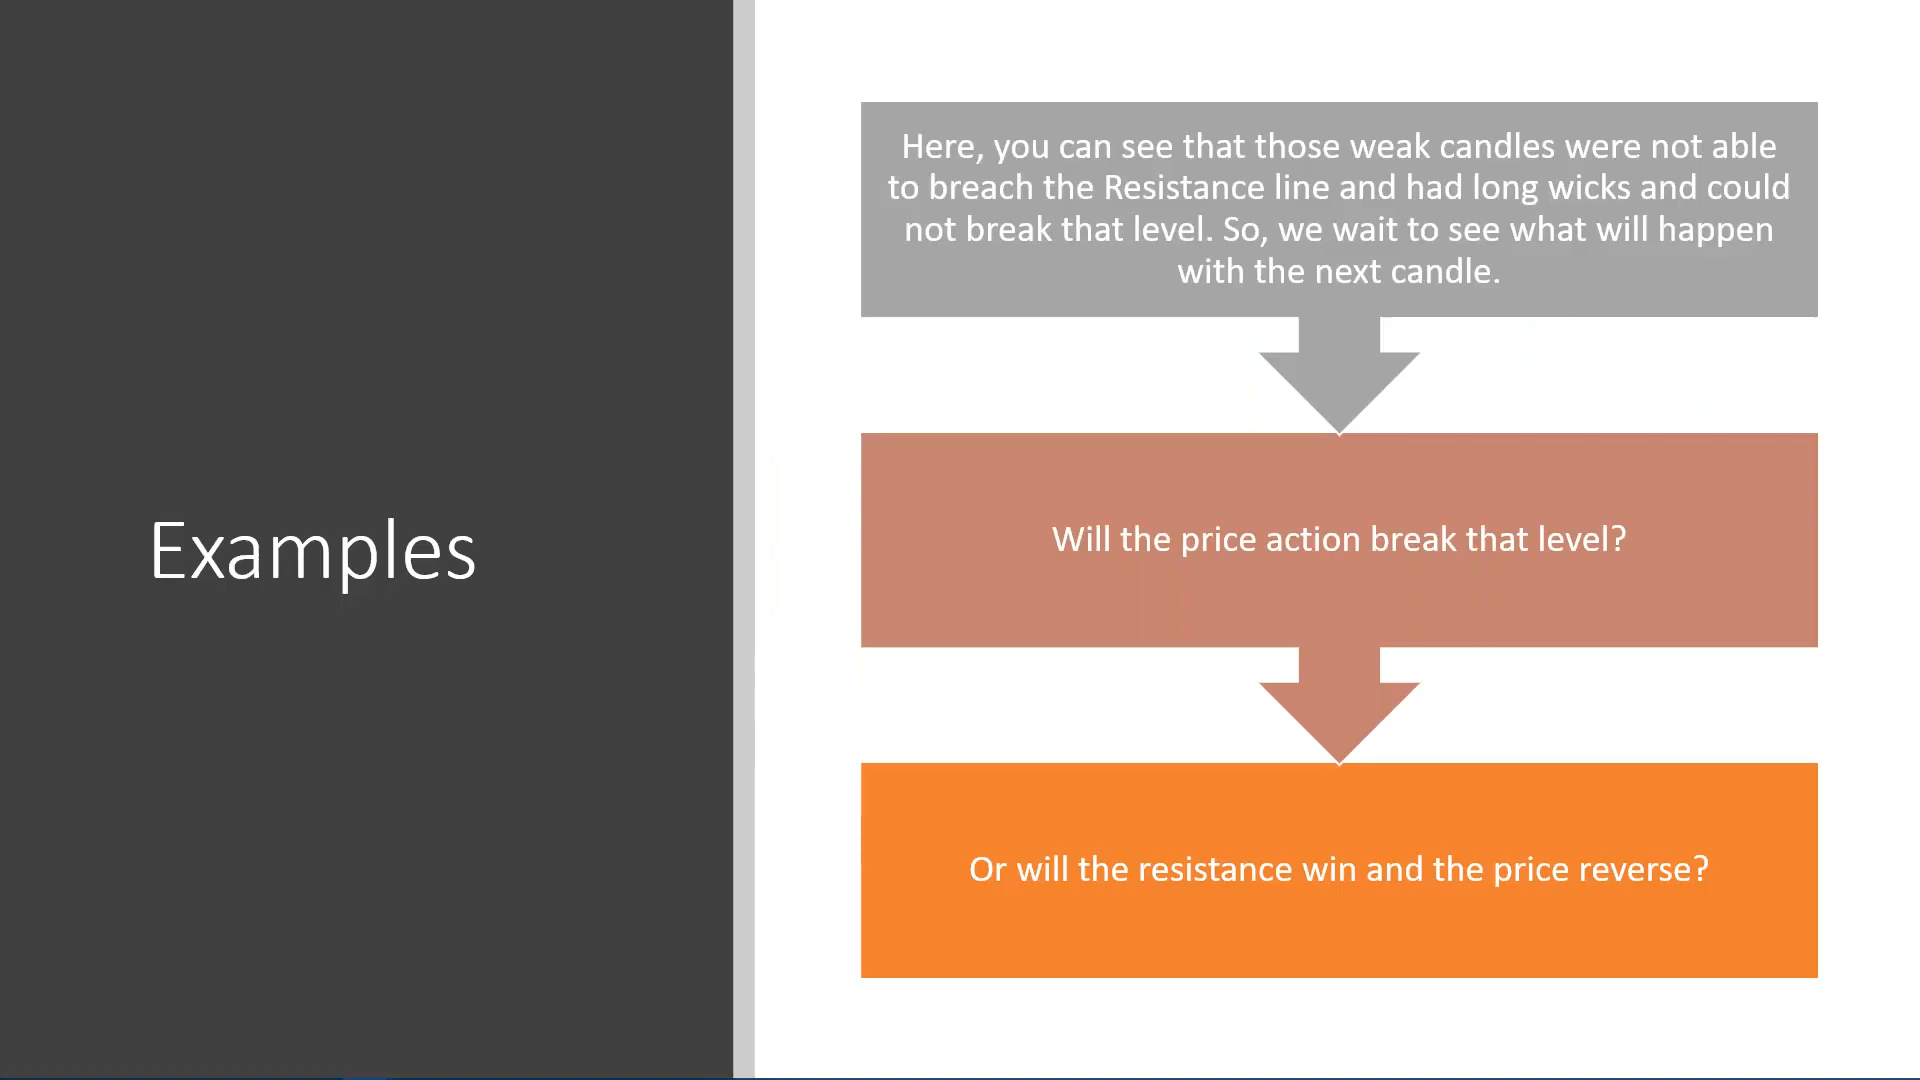 Examples
Here, you can see that those weak candles were not able
to breach the Resistance line and had long wicks and could
not break that level. So, we wait to see what will happen
with the next candle.
Will the price action break that level?
Or will the resistance win and the price reverse?